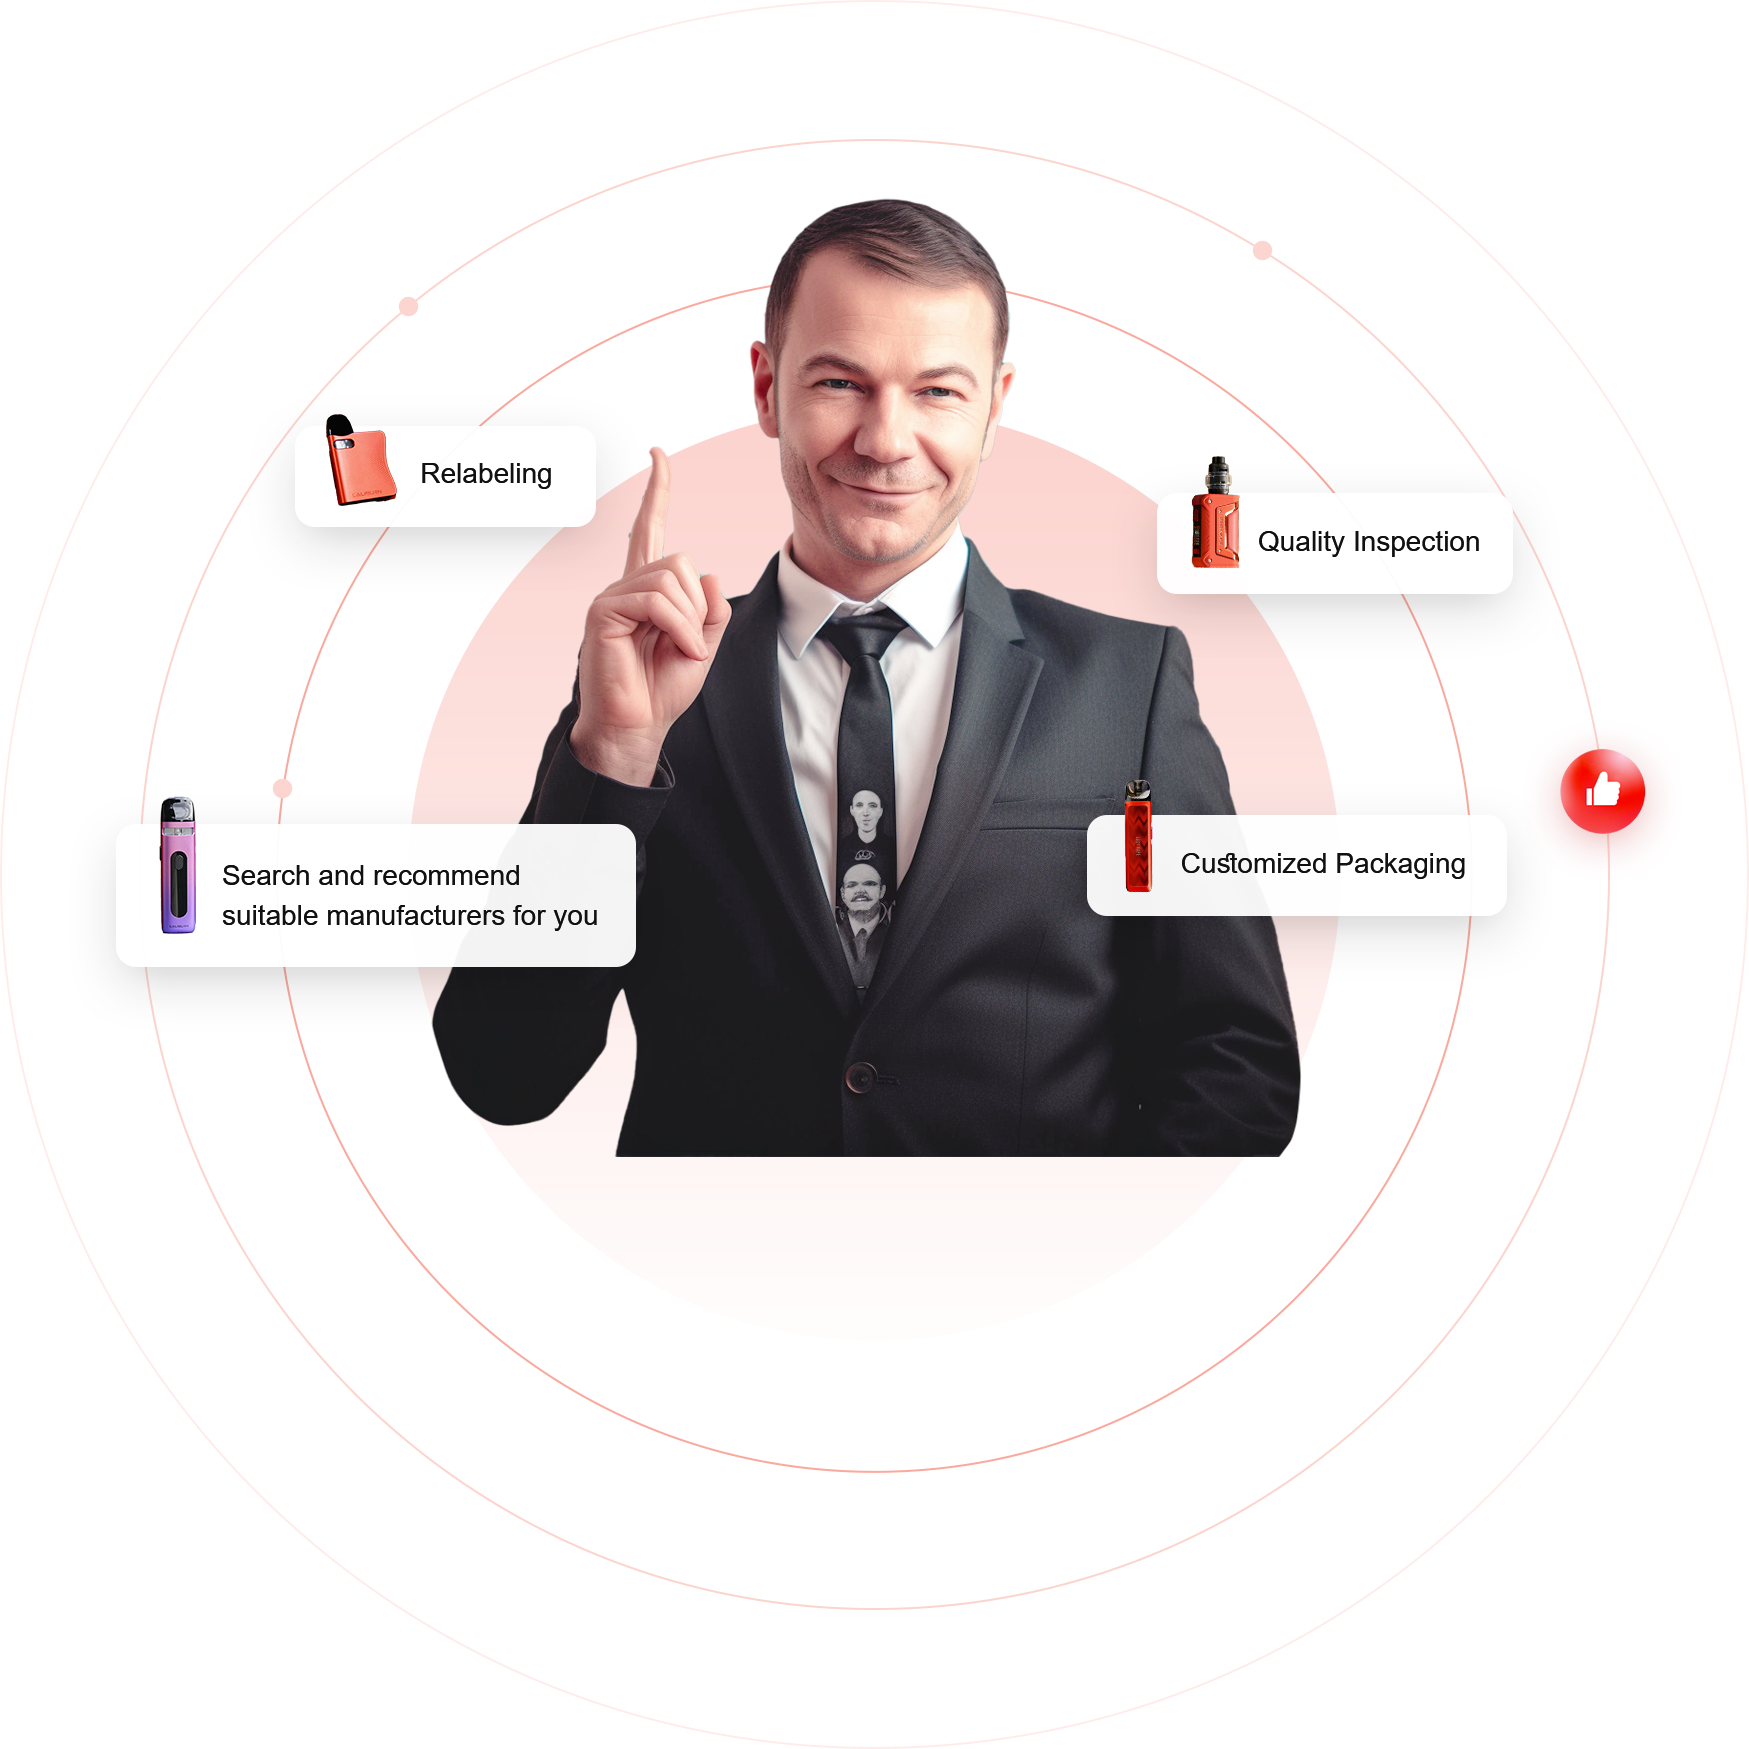 Relabeling
Quality Inspection
Search and recommend
suitable manufacturers for you
Customized Packaging